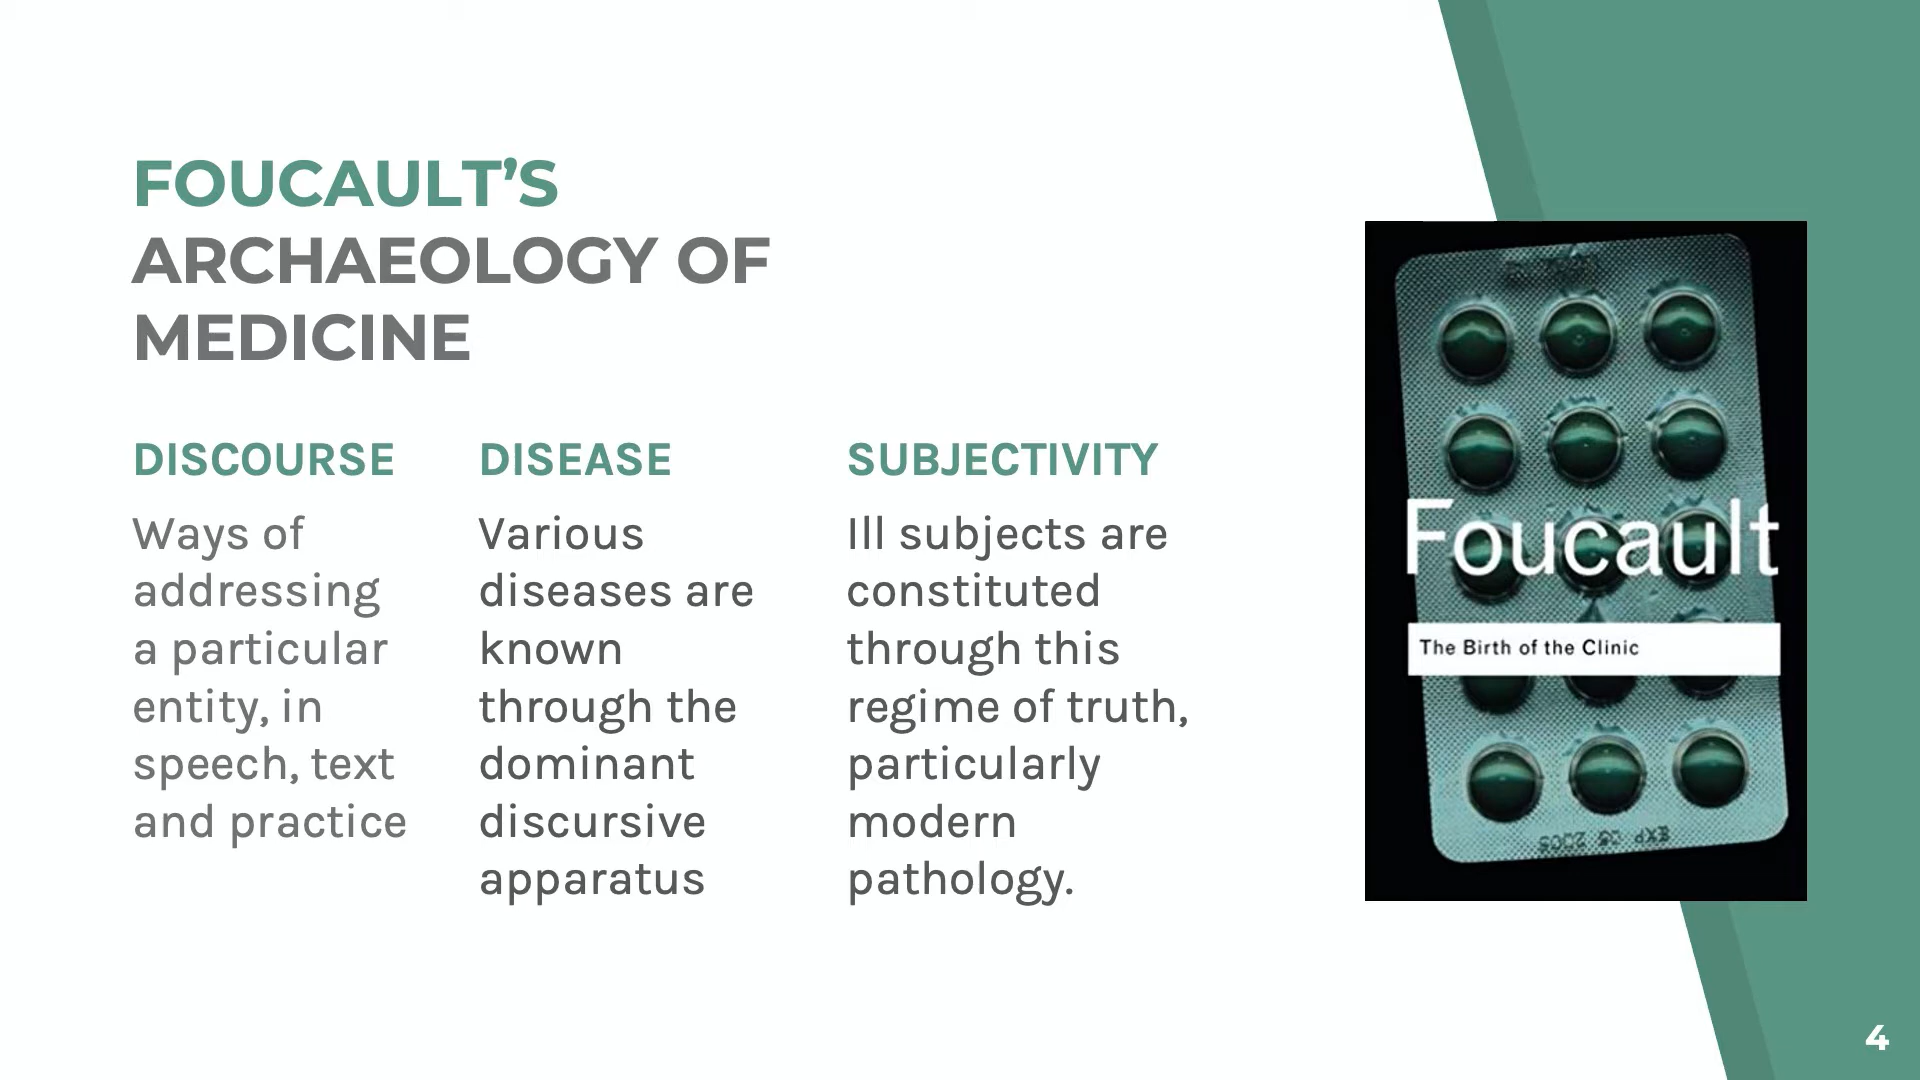 FOUCAULT’S
ARCHAEOLOGY OF
MEDICINE
DISCOURSE
Ways of
addressing
a particular
entity, in
speech, text
and practice
DISEASE
Various
diseases are
known
through the
dominant
discursive
apparatus
SUBJECTIVITY
Ill subjects are
constituted
through this
regime of truth,
particularly
modern
pathology.
Foucault
The Birth of the Clinic
4